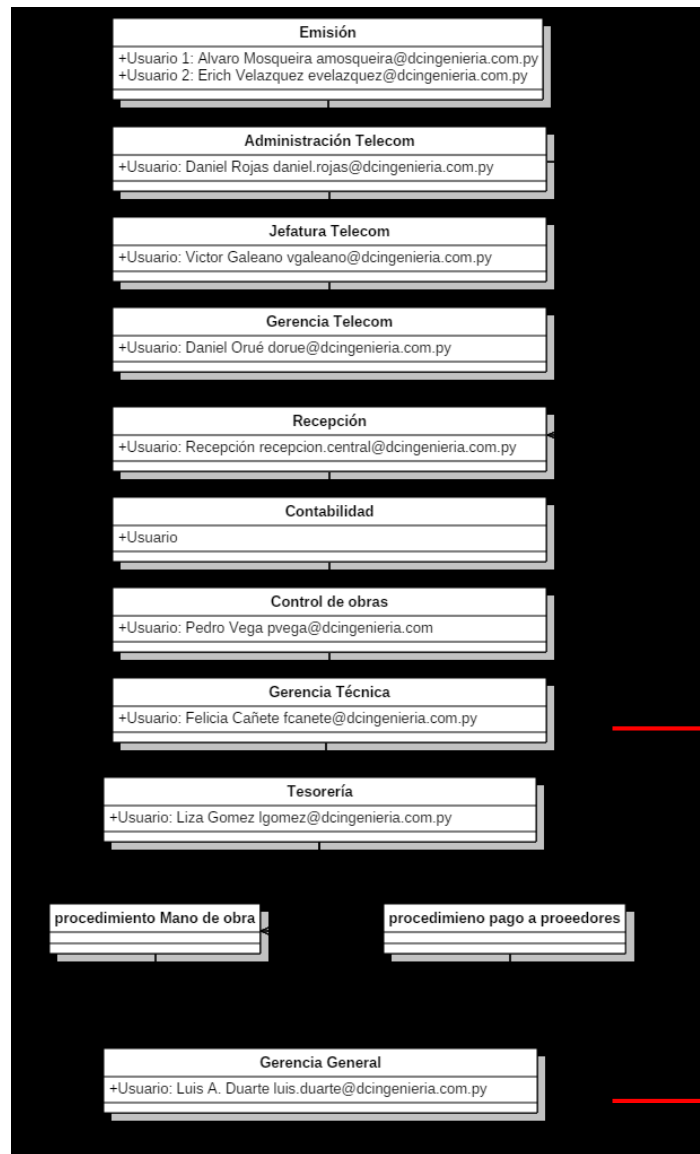 Emisión
+Usuario 1: Alvaro Mosqueira amosqueira@dcingenieria.com.py
+Usuario 2: Erich Velazquez evelazquez@dcingenieria.com.py
Administración Telecom
+Usuario: Daniel Rojas daniel.rojas@dcingenieria.com.py
Jefatura Telecom
+Usuario: Victor Galeano vgaleano@dcingenieria.com.py
Gerencia Telecom
+Usuario: Daniel Orué dorue@dcingenieria.com.py
Recepción
+Usuario: Recepción recepcion.central@dcingenieria.com.py
Contabilidad
+Usuario
Control de obras
+Usuario: Pedro Vega pvega@dcingenieria.com
Gerencia Técnica
+Usuario: Felicia Cañete fcanete@dcingenieria.com.py
Tesorería
+Usuario: Liza Gomez lgomez@dcingenieria.com.py
procedimiento Mano de obra
procedimieno pago a proeedores
Gerencia General
+Usuario: Luis A. Duarte luis.duarte@dcingenieria.com.py